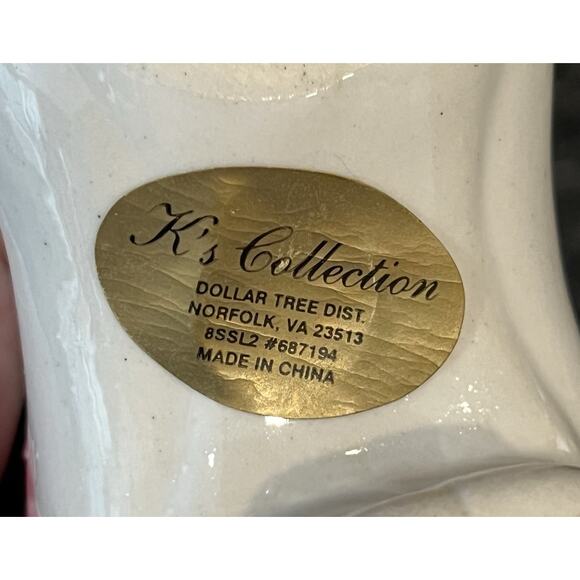 K's Collection
DOLLAR TREE DIST.
NORFOLK, VA 23513
8SSL2 #687194
MADE IN CHINA